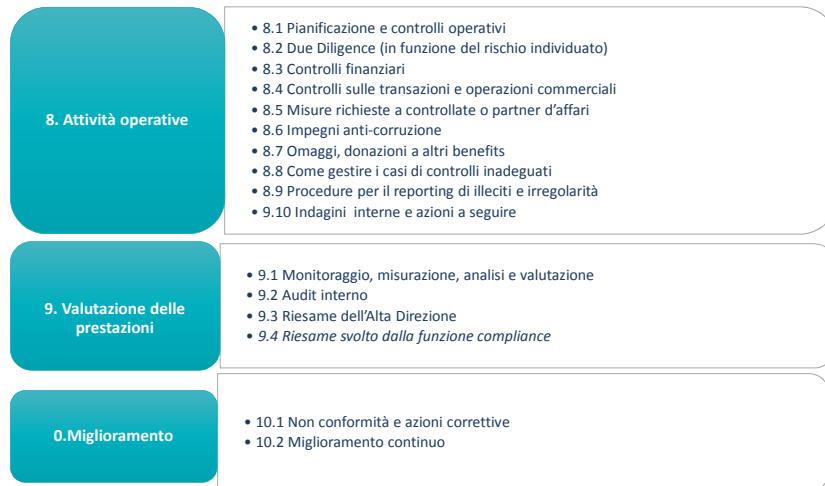 8. Attività operative
• 8.1 Pianificazione e controlli operativi
• 8.2 Due Diligence (in funzione del rischio individuato)
• 8.3 Controlli finanziari
• 8.4 Controlli sulle transazioni e operazioni commerciali
• 8.5 Misure richieste a controllate o partner d'affari
• 8.6 Impegni anti-corruzione
• 8.7 Omaggi, donazioni a altri benefits
• 8.8 Come gestire i casi di controlli inadeguati
• 8.9 Procedure per il reporting di illeciti e irregolarità
• 9.10 Indagini interne e azioni a seguire
9. Valutazione delle
prestazioni
• 9.1 Monitoraggio, misurazione, analisi e valutazione
• 9.2 Audit interno
• 9.3 Riesame dell'Alta Direzione
• 9.4 Riesame svolto dalla funzione compliance
0.Miglioramento
• 10.1 Non conformità e azioni correttive
• 10.2 Miglioramento continuo